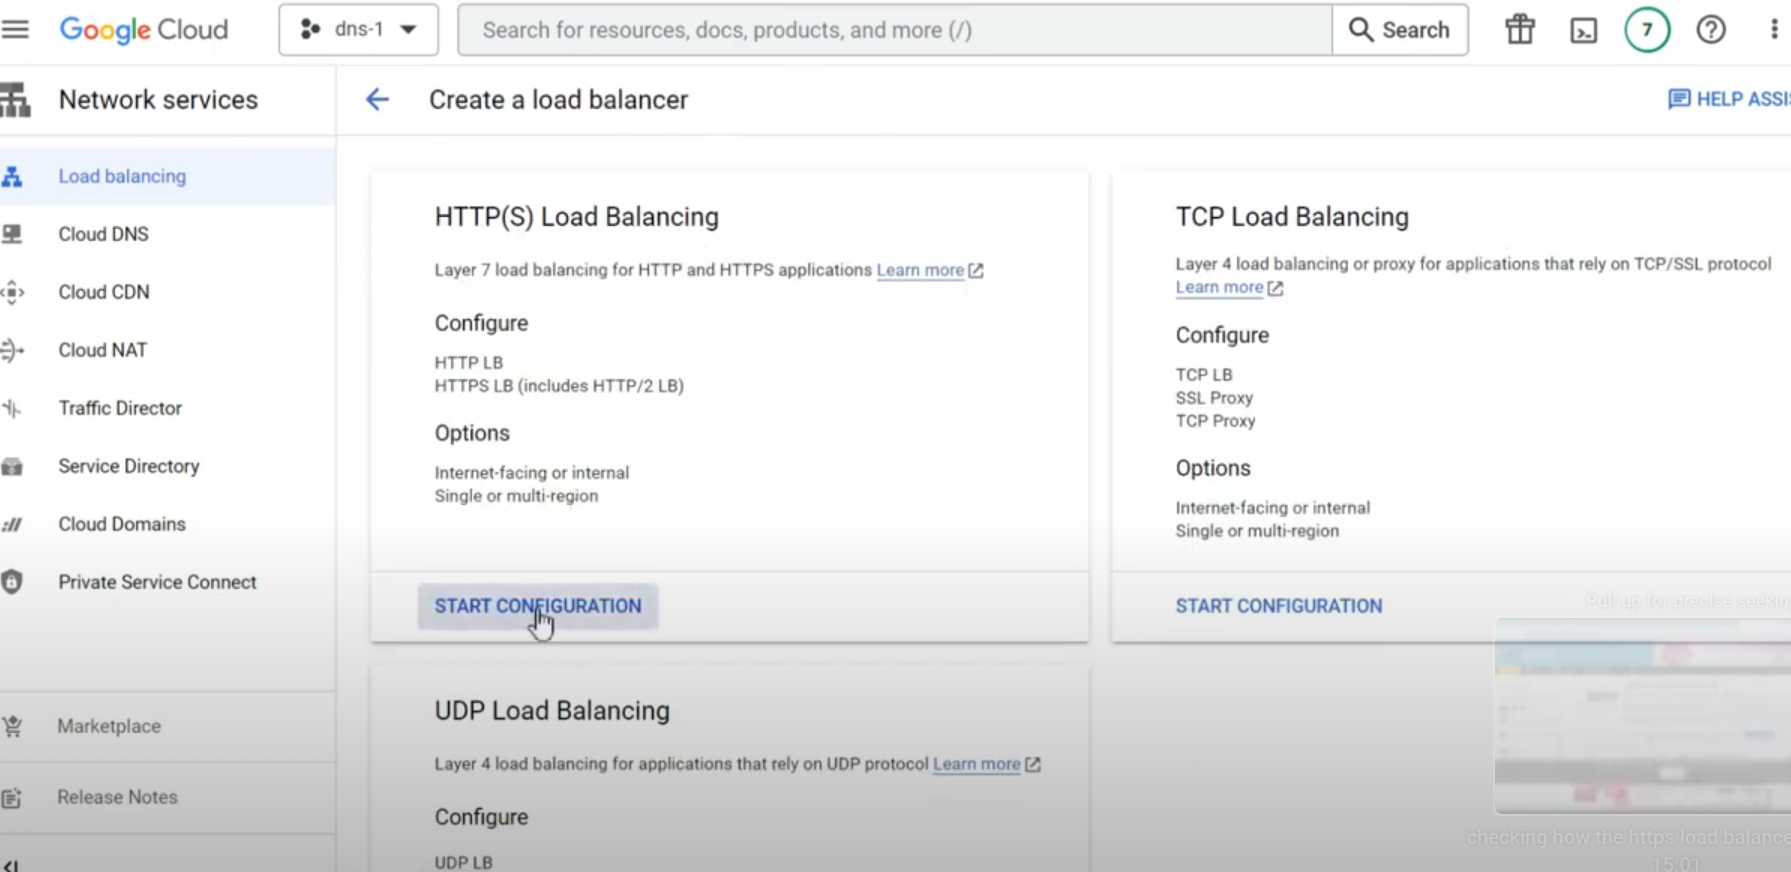 Google Cloud
dns-1
Search for resources, docs, products, and more (/)
Search
7
Network services
Create a load balancer
HELP ASSI
Load balancing
Cloud DNS
Cloud CDN
Cloud NAT
Traffic Director
Service Directory
Cloud Domains
Private Service Connect
Marketplace
Release Notes
HTTP(S) Load Balancing
Layer 7 load balancing for HTTP and HTTPS applications Learn more
Configure
HTTP LB
HTTPS LB (includes HTTP/2 LB)
Options
Internet-facing or internal
Single or multi-region
START CONFIGURATION
TCP Load Balancing
Layer 4 load balancing or proxy for applications that rely on TCP/SSL protocol
Learn more
Configure
TCP LB
SSL Proxy
TCP Proxy
Options
Internet-facing or internal
Single or multi-region
START CONFIGURATION
UDP Load Balancing
Layer 4 load balancing for applications that rely on UDP protocol Learn more
Configure
UDP LB
Pull up for precise seekin
checking how the https load balance
15:01